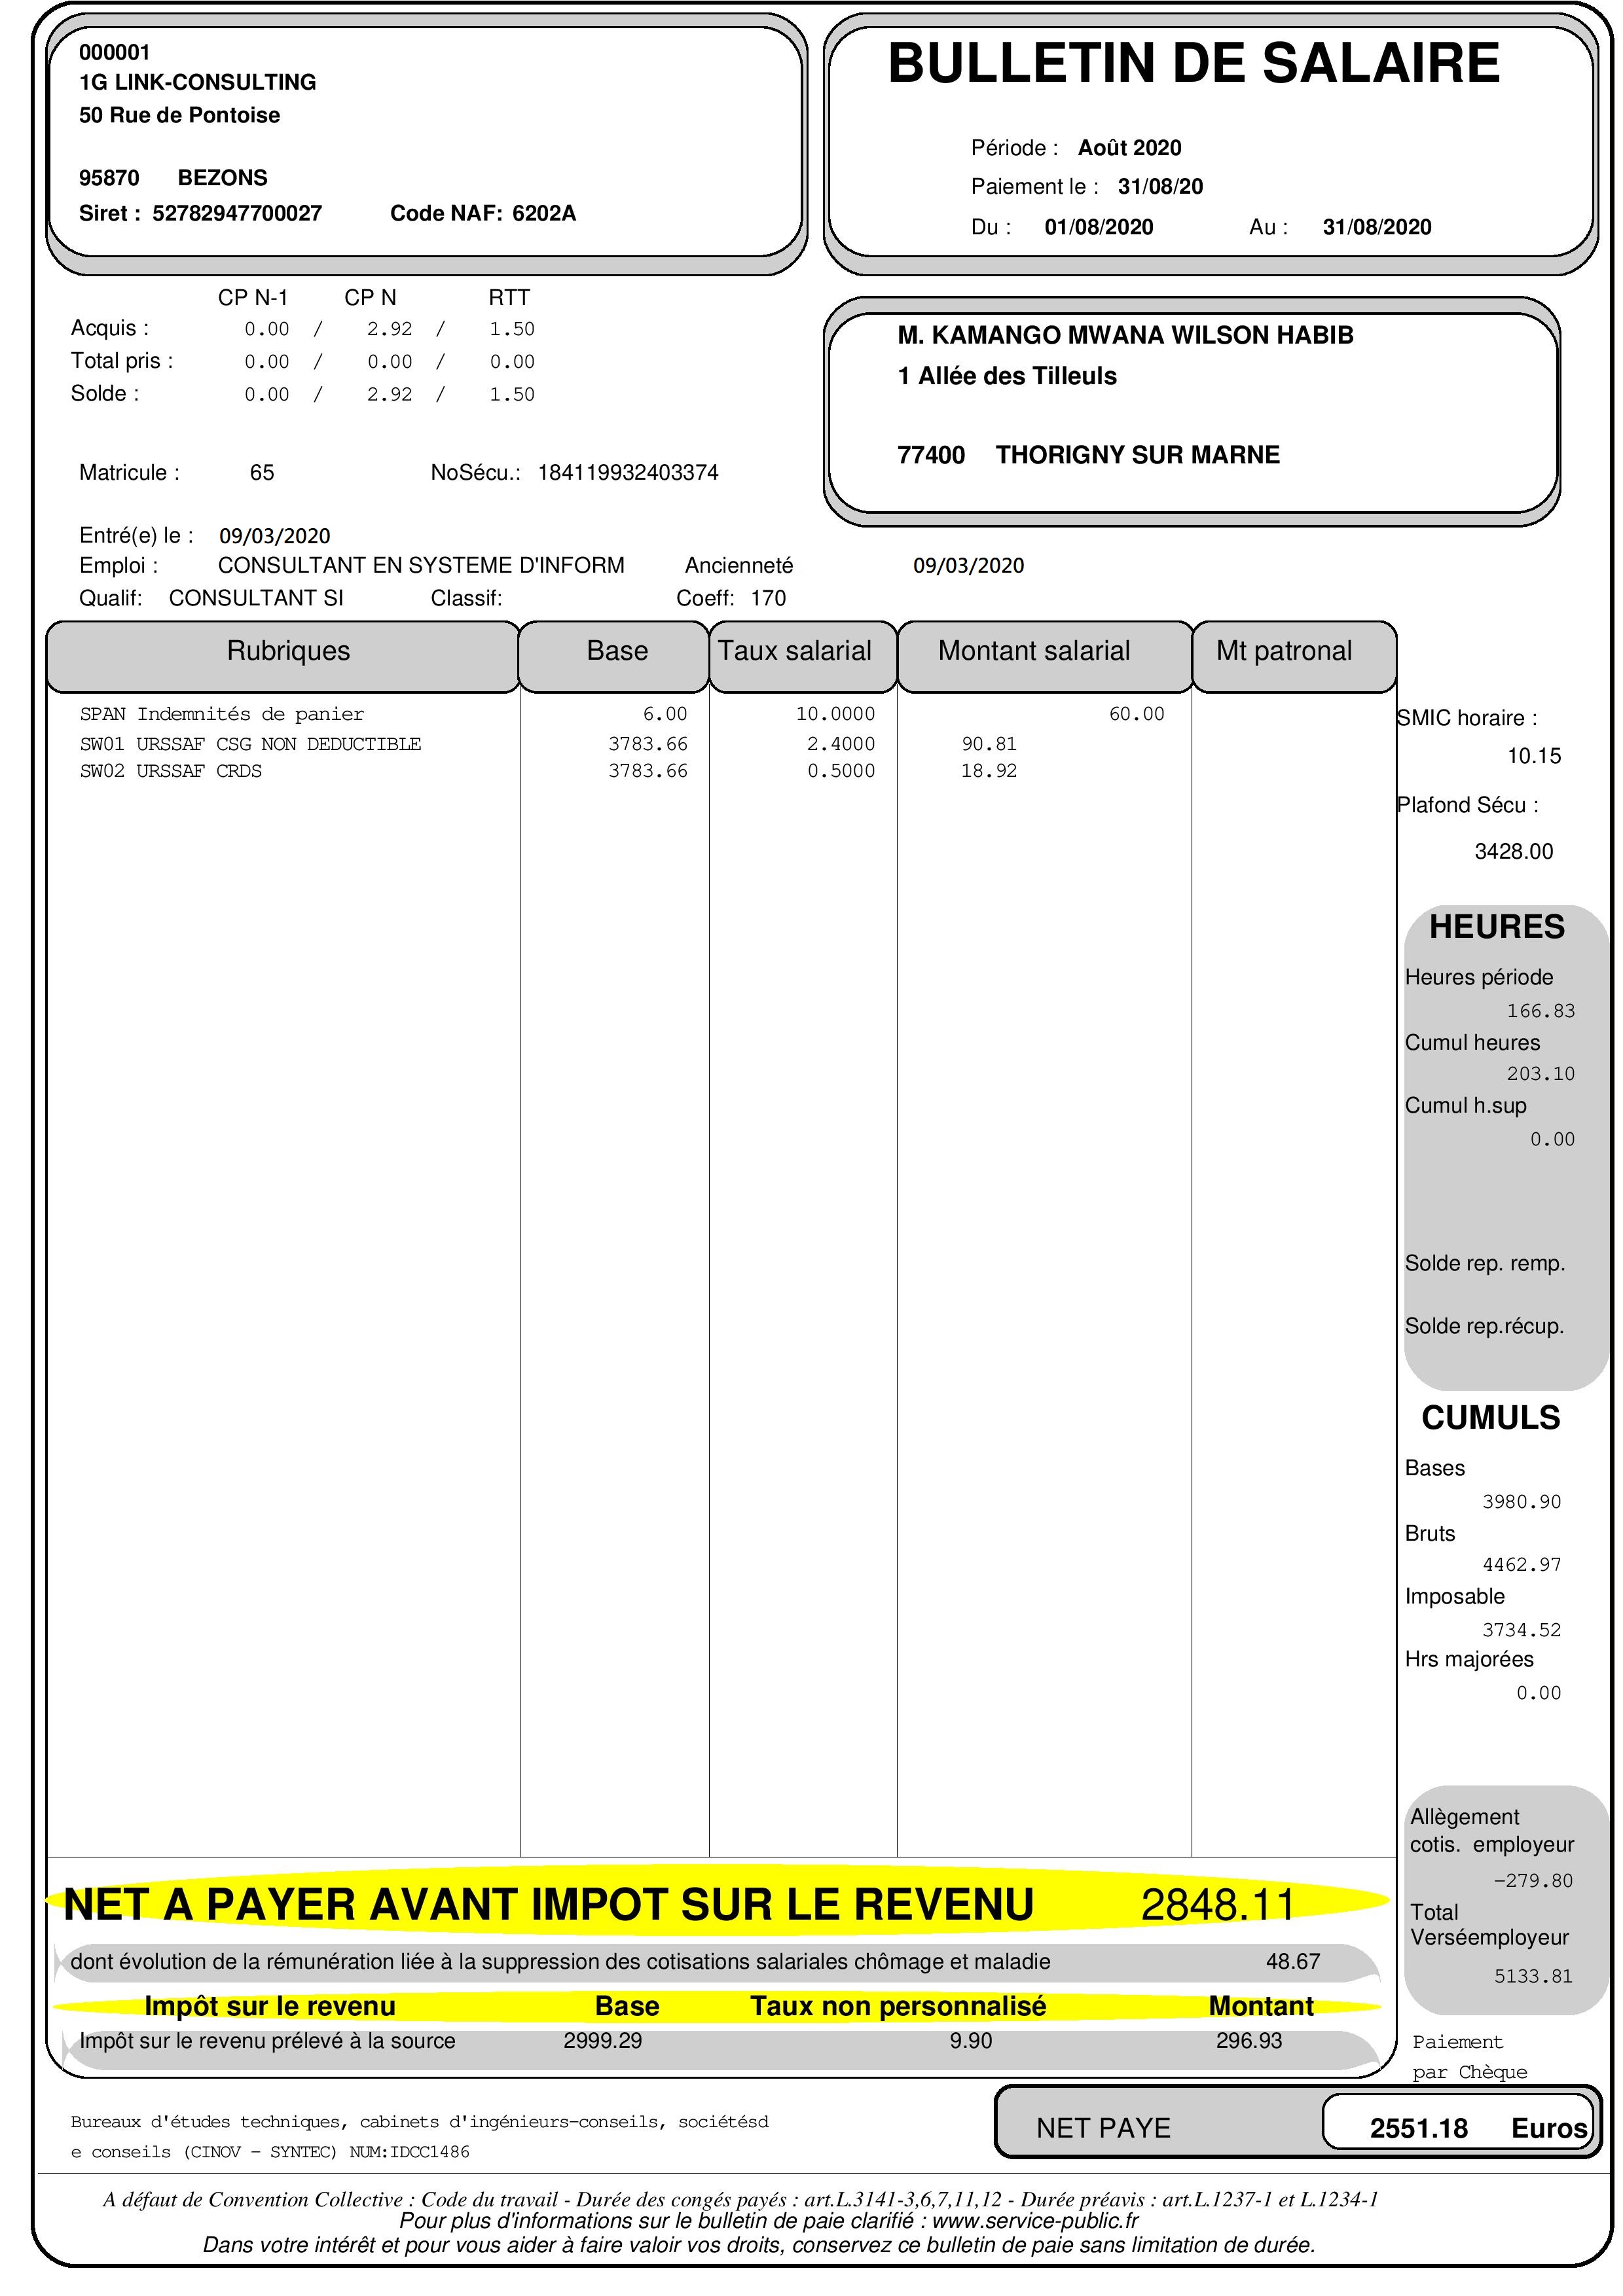 000001
1G LINK-CONSULTING
50 Rue de Pontoise
95870 BEZONS
Siret : 52782947700027 Code NAF: 6202A
BULLETIN DE SALAIRE
Période : Août 2020
Paiement le : 31/08/20
Du : 01/08/2020 Au : 31/08/2020
CP N-1 CP N RTT
Acquis : 0.00 / 2.92 / 1.50
Total pris : 0.00 / 0.00 / 0.00
Solde : 0.00 / 2.92 / 1.50
M. KAMANGO MWANA WILSON HABIB
1 Allée des Tilleuls
77400 THORIGNY SUR MARNE
Matricule : 65 NoSécu.: 184119932403374
Entré(e) le : 09/03/2020
Emploi : CONSULTANT EN SYSTEME D'INFORM Ancienneté 09/03/2020
Qualif: CONSULTANT SI Classif: Coeff: 170
Rubriques Base Taux salarial Montant salarial Mt patronal
SPAN Indemnités de panier 6.00 10.0000 60.00
SW01 URSSAF CSG NON DEDUCTIBLE 3783.66 2.4000 90.81
SW02 URSSAF CRDS 3783.66 0.5000 18.92
SMIC horaire :
10.15
Plafond Sécu :
3428.00
HEURES
Heures période
166.83
Cumul heures
203.10
Cumul h.sup
0.00
Solde rep. remp.
Solde rep.récup.
CUMULS
Bases
3980.90
Bruts
4462.97
Imposable
3734.52
Hrs majorées
0.00
Allègement
cotis. employeur
-279.80
Total
Verséemployeur
5133.81
Paiement
par Chèque
NET A PAYER AVANT IMPOT SUR LE REVENU 2848.11
dont évolution de la rémunération liée à la suppression des cotisations salariales chômage et maladie 48.67
Impôt sur le revenu Base Taux non personnalisé Montant
Impôt sur le revenu prélevé à la source 2999.29 9.90 296.93
NET PAYE 2551.18 Euros
Bureaux d'études techniques, cabinets d'ingénieurs-conseils, sociétésd
e conseils (CINOV - SYNTEC) NUM:IDCC1486
A défaut de Convention Collective : Code du travail - Durée des congés payés : art.L.3141-3,6,7,11,12 - Durée préavis : art.L.1237-1 et L.1234-1
Pour plus d'informations sur le bulletin de paie clarifié : www.service-public.fr
Dans votre intérêt et pour vous aider à faire valoir vos droits, conservez ce bulletin de paie sans limitation de durée.